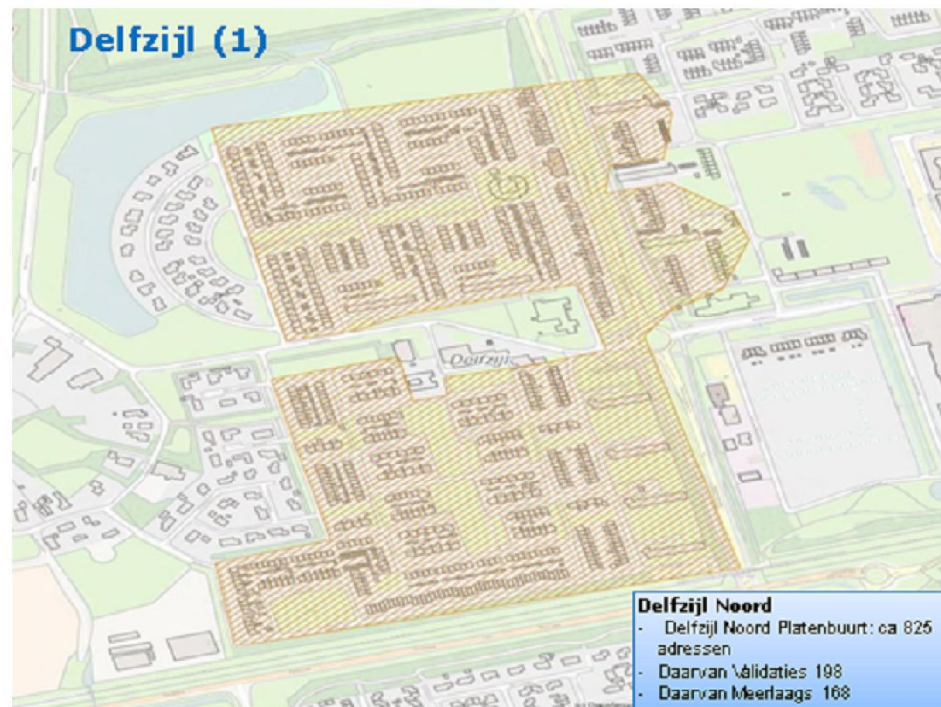 Delfzijl (1)
Delfzijl
Delfzijl Noord
- Delfzijl Noord Platenbuurt: ca 825
adressen
- Daarvan Validaties 198
- Daarvan Meerlaags 168